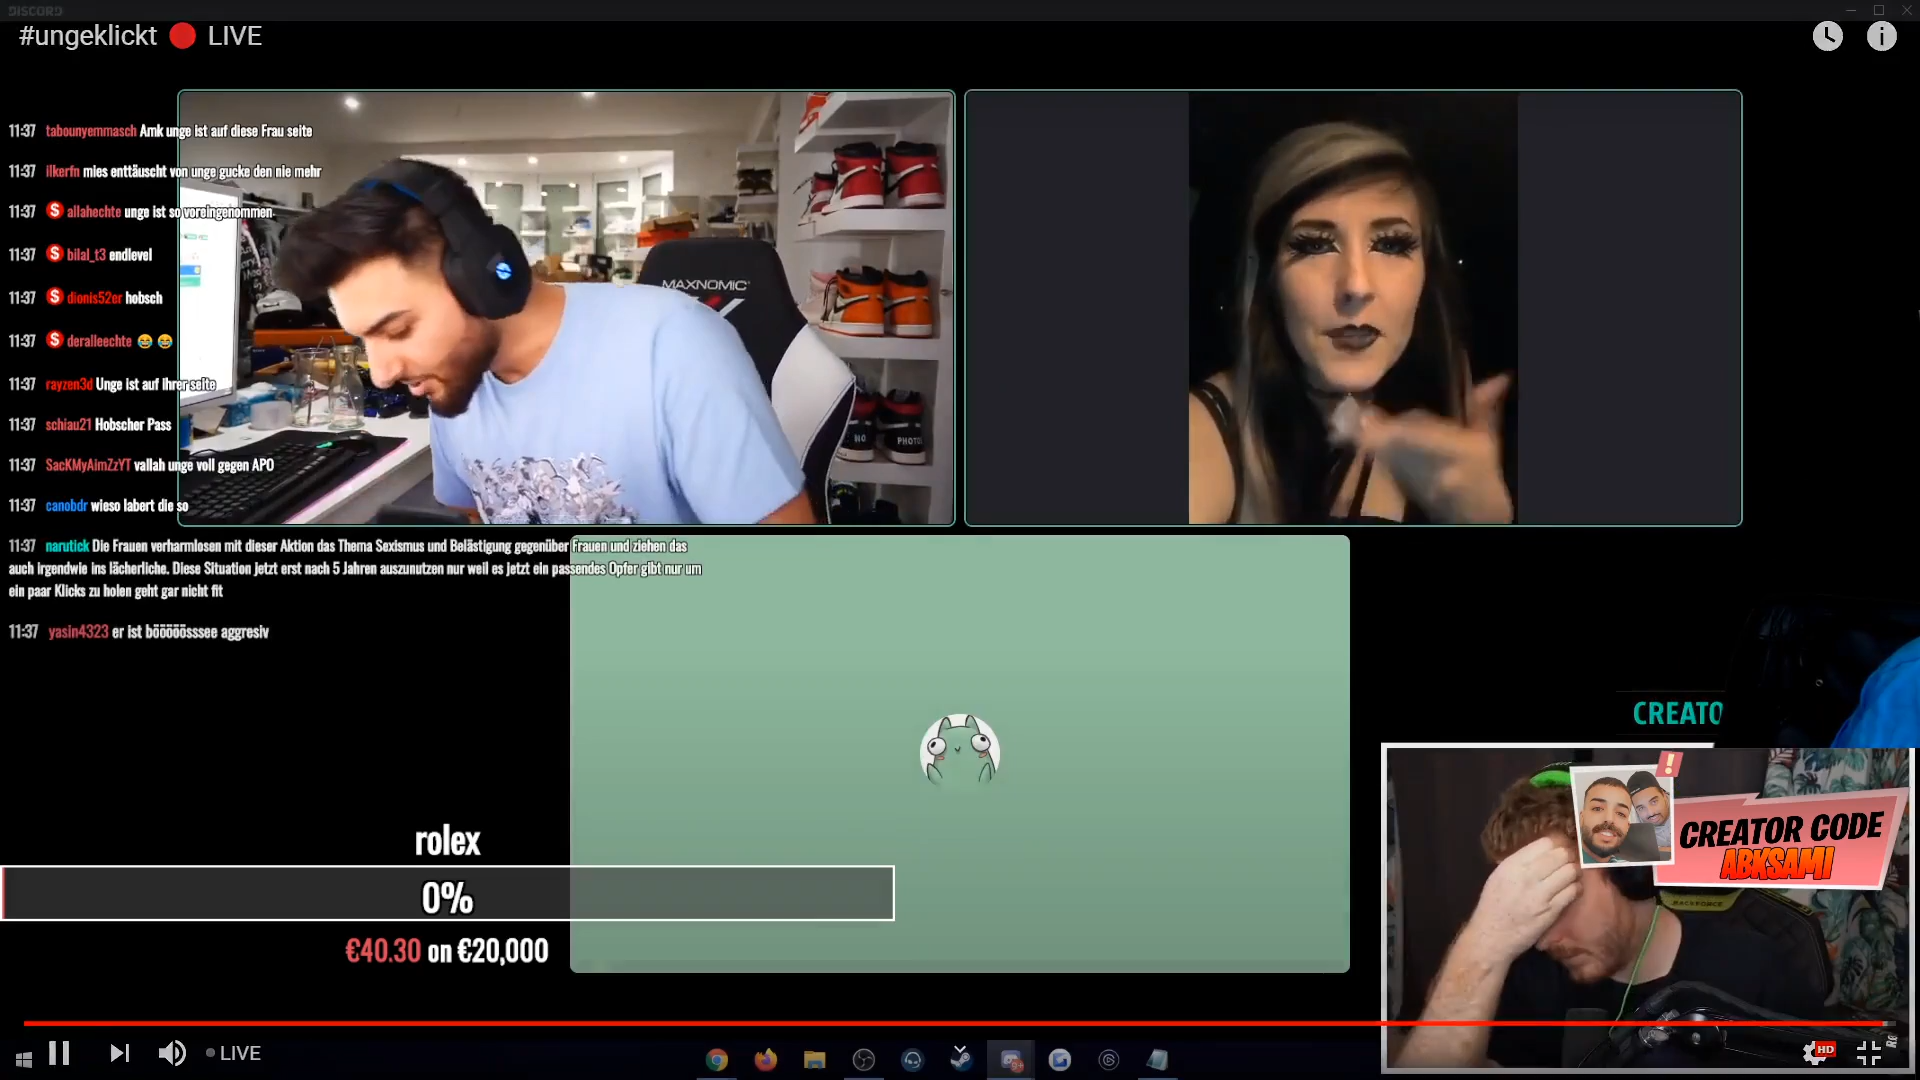 DISCORD
#ungeklickt LIVE
11:37 tabounyemmasch Amk unge ist auf diese Frau seite
11:37 ilkerfn mies enttäuscht von unge gucke den nie mehr
11:37 S allahechte unge ist so voreingenommen
11:37 S bilal_t3 endlevel
11:37 S dionis52er hobsch
11:37 S deralleechte 😂 😂
11:37 rayzen3d Unge ist auf ihrer seite
11:37 schiau21 Hobscher Pass
11:37 SacKMyAimZzYT vallah unge voll gegen APO
11:37 canobdr wieso labert die so
11:37 narutick Die Frauen verharmlosen mit dieser Aktion das Thema Sexismus und Belästigung gegenüber Frauen und ziehen das
auch irgendwie ins lächerliche. Diese Situation jetzt erst nach 5 Jahren auszunutzen nur weil es jetzt ein passendes Opfer gibt nur um
ein paar Klicks zu holen geht gar nicht fit
11:37 yasin4323 er ist bööööösssee aggresiv
MAXNOMIC
NO
PHOTO
CREATO
!
CREATOR CODE
ABKSAMI
BACKFORCE
rolex
0%
€40.30 on €20,000
LIVE
9+
HD